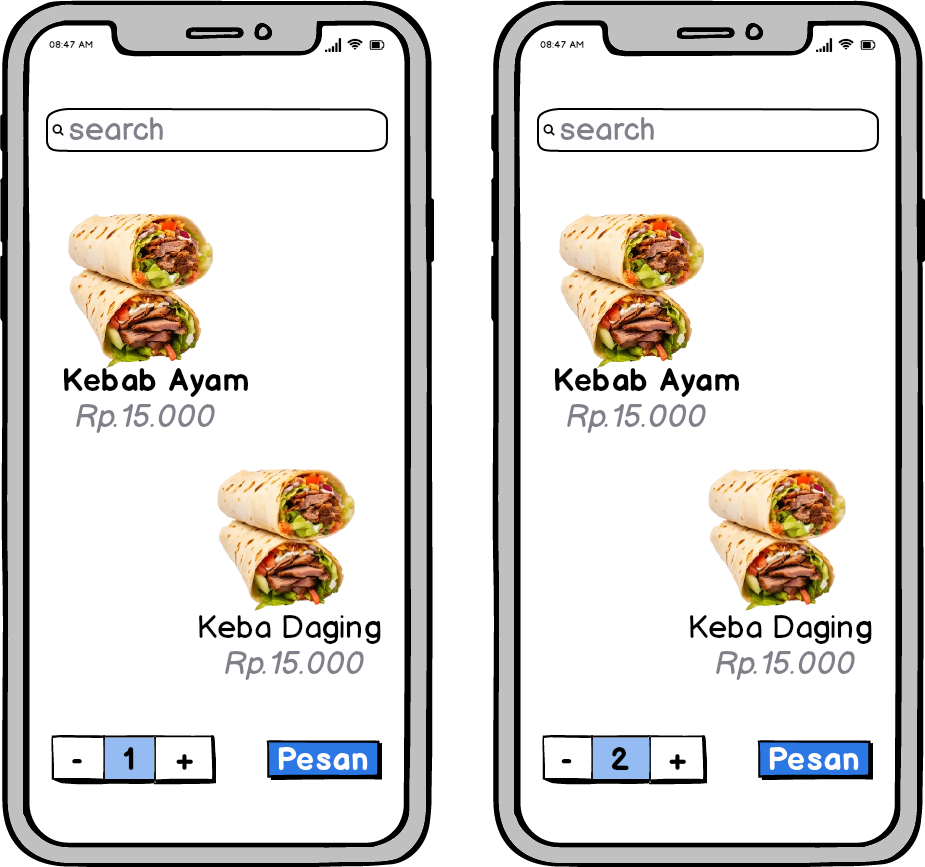 08:47 AM
search
Kebab Ayam
Rp.15.000
Keba Daging
Rp.15.000
- 1 +
Pesan
08:47 AM
search
Kebab Ayam
Rp.15.000
Keba Daging
Rp.15.000
- 2 +
Pesan